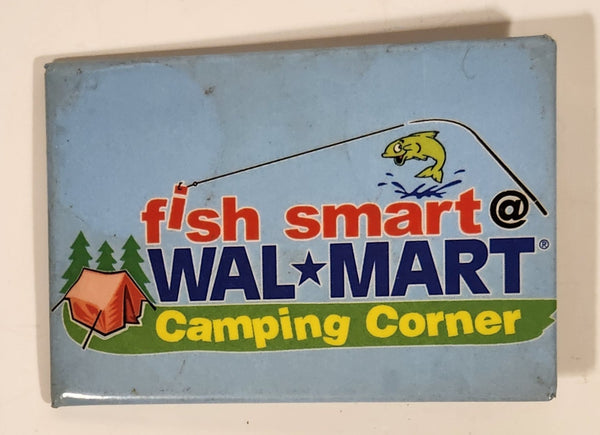 fish smart @
WAL★MART®
Camping Corner